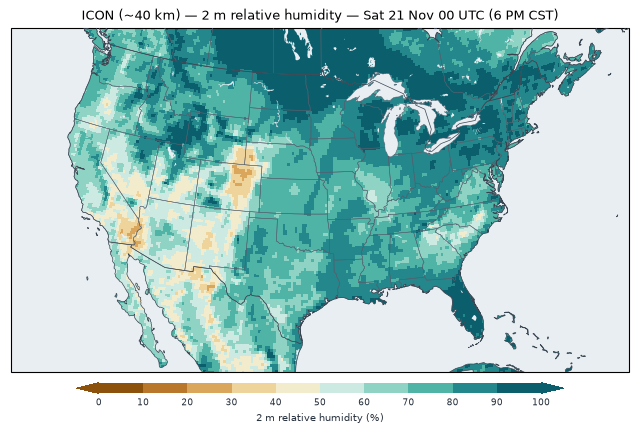 ICON (~40 km) — 2 m relative humidity — Sat 21 Nov 00 UTC (6 PM CST)
0 10 20 30 40 50 60 70 80 90 100
2 m relative humidity (%)